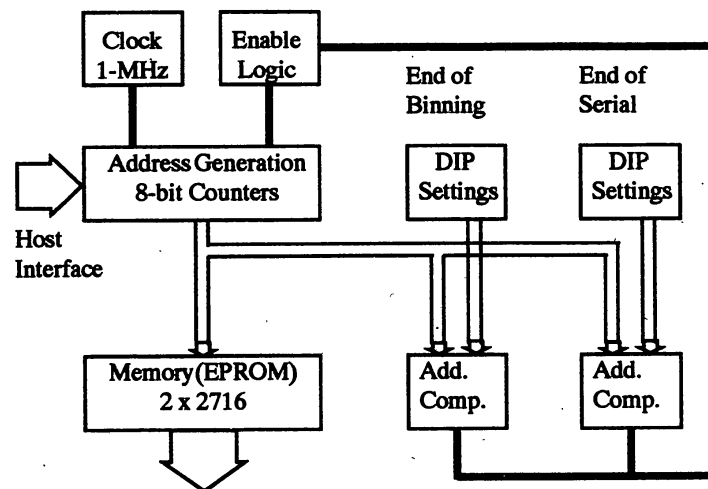 Clock
1-MHz
Enable
Logic
End of
Binning
End of
Serial
Address Generation
8-bit Counters
DIP
Settings
DIP
Settings
Host
Interface
Memory (EPROM)
2 x 2716
Add.
Comp.
Add.
Comp.